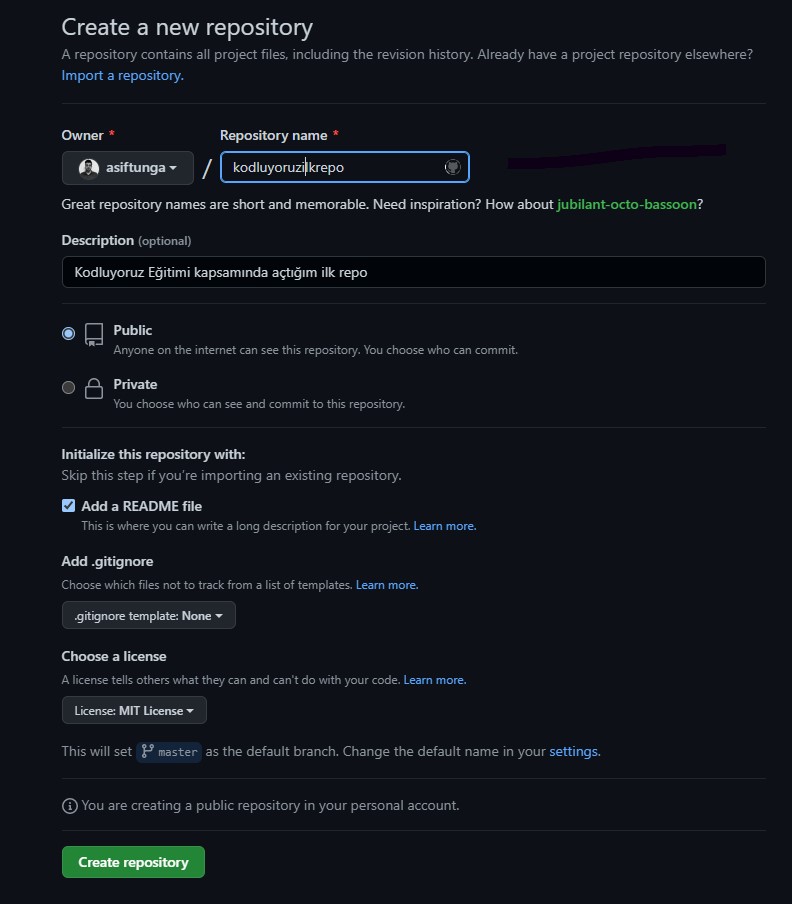 Create a new repository
A repository contains all project files, including the revision history. Already have a project repository elsewhere?
Import a repository.
Owner * Repository name *
asiftunga / kodluyoruzilkrepo
Great repository names are short and memorable. Need inspiration? How about jubilant-octo-bassoon?
Description (optional)
Kodluyoruz Eğitimi kapsamında açtığım ilk repo
Public
Anyone on the internet can see this repository. You choose who can commit.
Private
You choose who can see and commit to this repository.
Initialize this repository with:
Skip this step if you're importing an existing repository.
Add a README file
This is where you can write a long description for your project. Learn more.
Add .gitignore
Choose which files not to track from a list of templates. Learn more.
.gitignore template: None
Choose a license
A license tells others what they can and can't do with your code. Learn more.
License: MIT License
This will set master as the default branch. Change the default name in your settings.
You are creating a public repository in your personal account.
Create repository